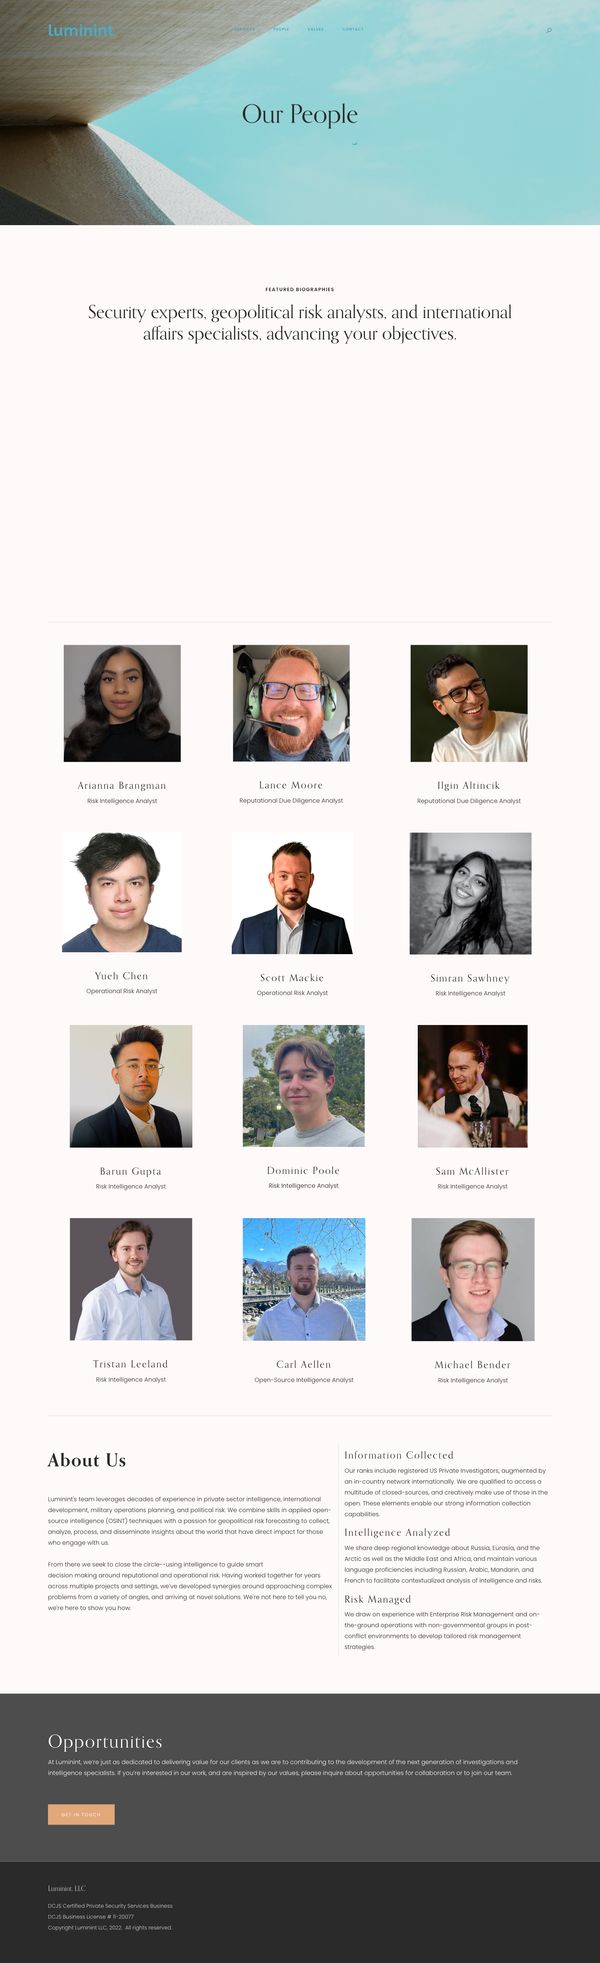 luminint
SERVICES PEOPLE VALUES CONTACT
Our People
FEATURED BIOGRAPHIES
Security experts, geopolitical risk analysts, and international
affairs specialists, advancing your objectives.
Arianna Brangman
Risk Intelligence Analyst
Lance Moore
Reputational Due Diligence Analyst
Ilgin Altincik
Reputational Due Diligence Analyst
Yueh Chen
Operational Risk Analyst
Scott Mackie
Operational Risk Analyst
Simran Sawhney
Risk Intelligence Analyst
Barun Gupta
Risk Intelligence Analyst
Dominic Poole
Risk Intelligence Analyst
Sam McAllister
Risk Intelligence Analyst
Tristan Leeland
Risk Intelligence Analyst
Carl Aellen
Open-Source Intelligence Analyst
Michael Bender
Risk Intelligence Analyst
About Us
Luminint's team leverages decades of experience in private sector intelligence, international
development, military operations planning, and political risk. We combine skills in applied open-
source intelligence (OSINT) techniques with a passion for geopolitical risk forecasting to collect,
analyze, process, and disseminate insights about the world that have direct impact for those
who engage with us.
From there we seek to close the circle--using intelligence to guide smart
decision making around reputational and operational risk. Having worked together for years
across multiple projects and settings, we've developed synergies around approaching complex
problems from a variety of angles, and arriving at novel solutions. We're not here to tell you no,
we're here to show you how.
Information Collected
Our ranks include registered US Private Investigators, augmented by
an in-country network internationally. We are qualified to access a
multitude of closed-sources, and creatively make use of those in the
open. These elements enable our strong information collection
capabilities.
Intelligence Analyzed
We share deep regional knowledge about Russia, Eurasia, and the
Arctic as well as the Middle East and Africa, and maintain various
language proficiencies including Russian, Arabic, Mandarin, and
French to facilitate contextualized analysis of intelligence and risks.
Risk Managed
We draw on experience with Enterprise Risk Management and on-
the-ground operations with non-governmental groups in post-
conflict environments to develop tailored risk management
strategies.
Opportunities
At Luminint, we're just as dedicated to delivering value for our clients as we are to contributing to the development of the next generation of investigations and
intelligence specialists. If you're interested in our work, and are inspired by our values, please inquire about opportunities for collaboration or to join our team.
GET IN TOUCH
Luminint, LLC
DCJS Certified Private Security Services Business
DCJS Business License # 11-20077
Copyright Luminint LLC, 2022. All rights reserved.